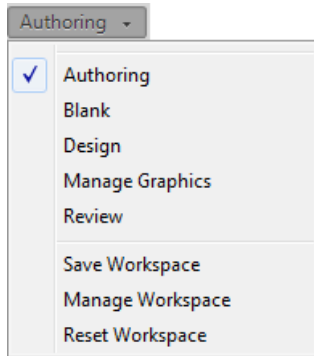 Authoring
Authoring
Blank
Design
Manage Graphics
Review
Save Workspace
Manage Workspace
Reset Workspace